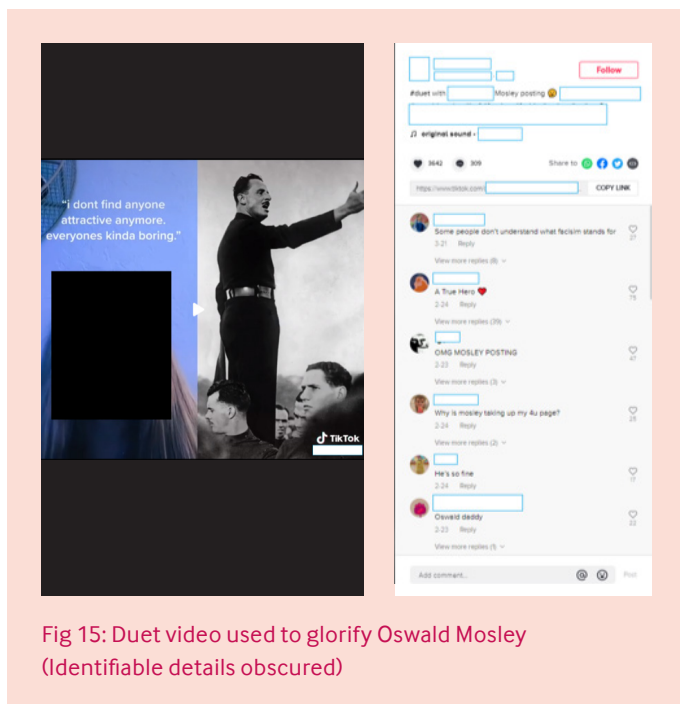 "i dont find anyone
attractive anymore.
everyones kinda boring."
TikTok
Follow
#duet with Mosley posting
original sound -
3642 309 Share to
https://www.tiktok.com/ COPY LINK
Some people don't understand what facisim stands for
27
3-21 Reply
View more replies (8)
A True Hero
76
2-24 Reply
View more replies (39)
OMG MOSLEY POSTING
47
2-23 Reply
View more replies (3)
Why is mosley taking up my 4u page?
25
2-24 Reply
View more replies (2)
He's so fine
17
2-24 Reply
Oswald daddy
22
2-23 Reply
View more replies (1)
Add comment... Post
Fig 15: Duet video used to glorify Oswald Mosley
(Identifiable details obscured)